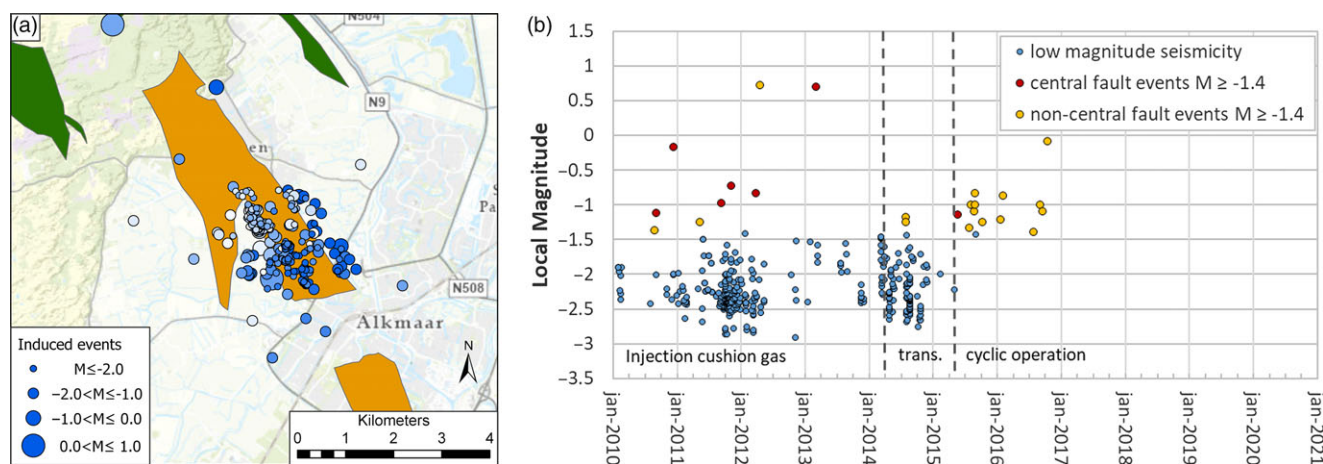 (a)
N504
N9
en
S
Pa
N508
Alkmaar
N
Induced events
M≤-2.0
−2.0<M≤-1.0
−1.0<M≤ 0.0
0.0<M≤ 1.0
Kilometers
0 1 2 3 4
(b)
Local Magnitude
1.5
1
0.5
0
−0.5
−1
−1.5
−2
−2.5
−3
−3.5
low magnitude seismicity
central fault events M ≥ -1.4
non-central fault events M ≥ -1.4
Injection cushion gas
trans.
cyclic operation
jan-2010
jan-2011
jan-2012
jan-2013
jan-2014
jan-2015
jan-2016
jan-2017
jan-2018
jan-2019
jan-2020
jan-2021